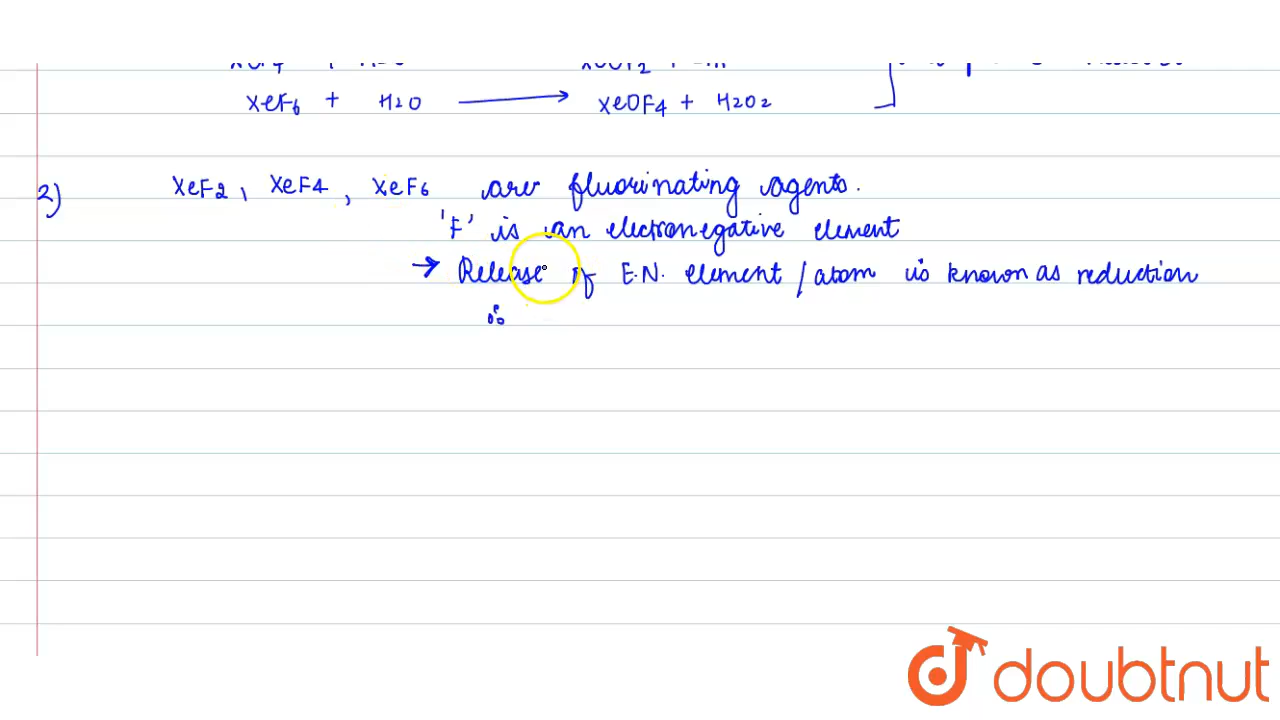 XeF6 + H2O ⟶ XeOF4 + H2O2
2) XeF2, XeF4, XeF6 are fluorinating agents.
'F' is an electronegative element
→ Release of E.N. element / atom is known as reduction
∴
doubtnut